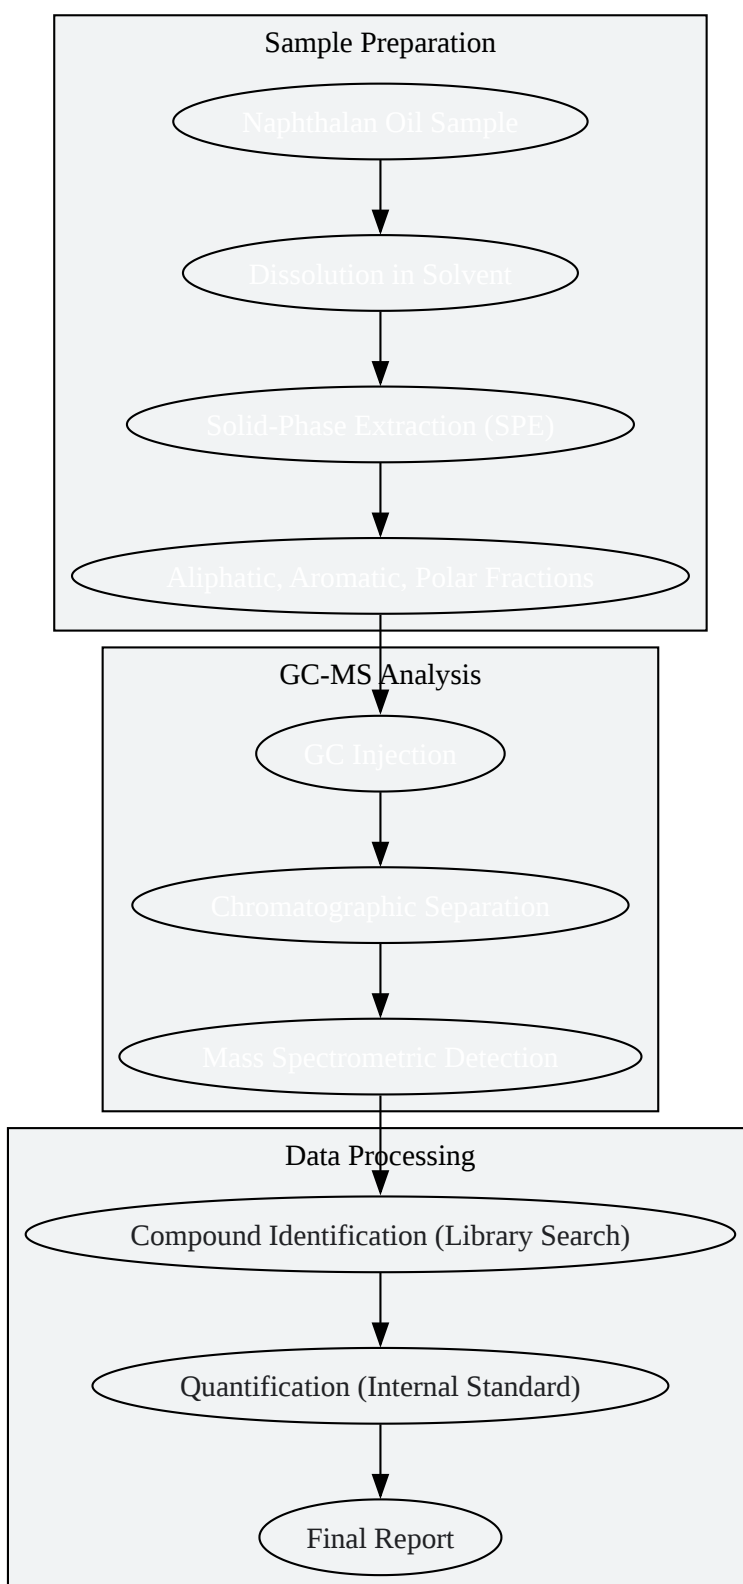 Sample Preparation
Naphthalan Oil Sample
Dissolution in Solvent
Solid-Phase Extraction (SPE)
Aliphatic, Aromatic, Polar Fractions
GC-MS Analysis
GC Injection
Chromatographic Separation
Mass Spectrometric Detection
Data Processing
Compound Identification (Library Search)
Quantification (Internal Standard)
Final Report